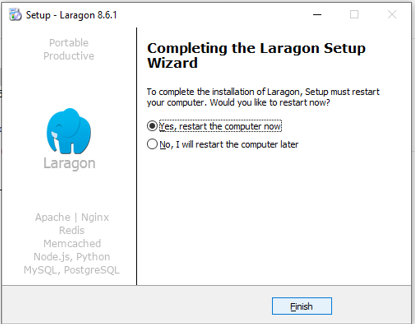 Setup - Laragon 8.6.1
Portable
Productive
Laragon
Apache | Nginx
Redis
Memcached
Node.js, Python
MySQL, PostgreSQL
Completing the Laragon Setup
Wizard
To complete the installation of Laragon, Setup must restart
your computer. Would you like to restart now?
Yes, restart the computer now
No, I will restart the computer later
Finish